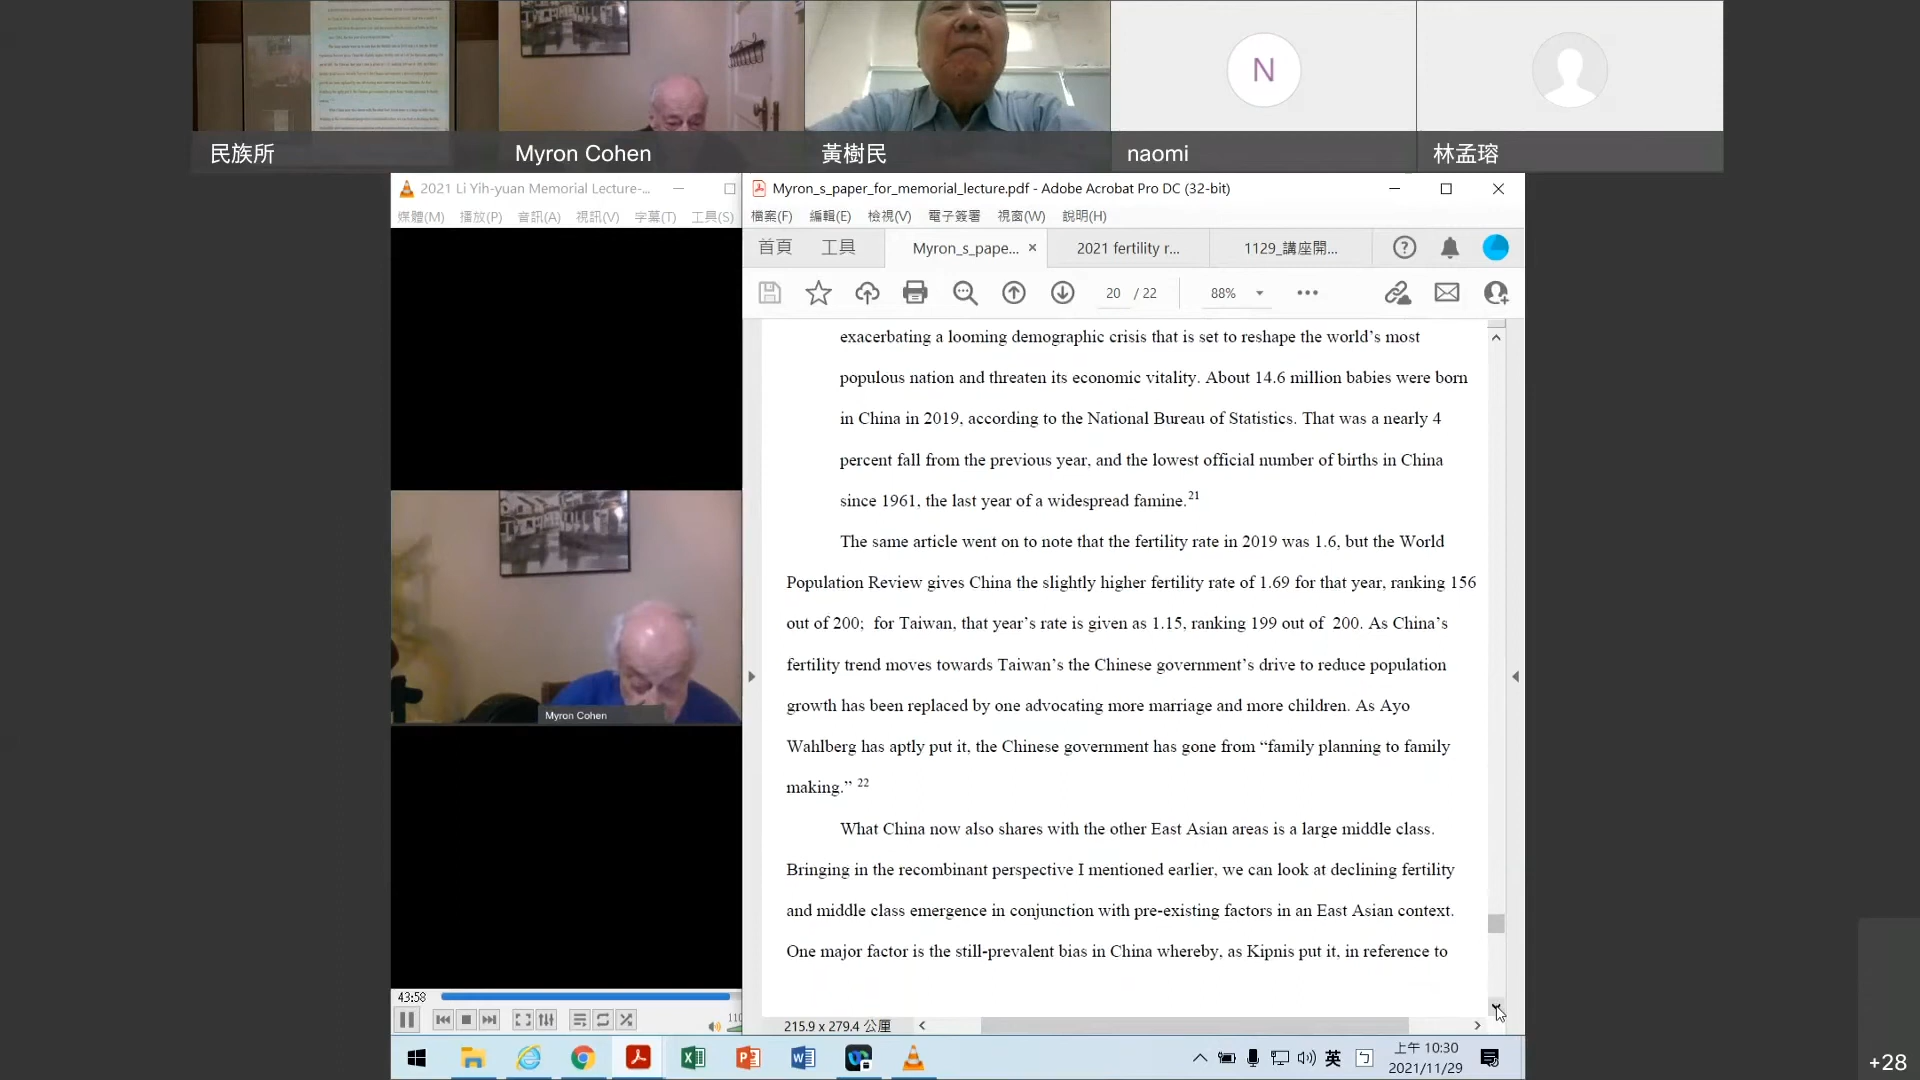 民族所
Myron Cohen
黃樹民
naomi
N
林孟瑢
2021 Li Yih-yuan Memorial Lecture-...
媒體(M) 播放(P) 音訊(A) 視訊(V) 字幕(T) 工具(S)
Myron_s_paper_for_memorial_lecture.pdf - Adobe Acrobat Pro DC (32-bit)
檔案(F) 編輯(E) 檢視(V) 電子簽署 視窗(W) 說明(H)
首頁 工具 Myron_s_pape... × 2021 fertility r... 1129_講座開...
20 / 22 88%
exacerbating a looming demographic crisis that is set to reshape the world’s most
populous nation and threaten its economic vitality. About 14.6 million babies were born
in China in 2019, according to the National Bureau of Statistics. That was a nearly 4
percent fall from the previous year, and the lowest official number of births in China
since 1961, the last year of a widespread famine.21
The same article went on to note that the fertility rate in 2019 was 1.6, but the World
Population Review gives China the slightly higher fertility rate of 1.69 for that year, ranking 156
out of 200; for Taiwan, that year’s rate is given as 1.15, ranking 199 out of 200. As China’s
fertility trend moves towards Taiwan’s the Chinese government’s drive to reduce population
growth has been replaced by one advocating more marriage and more children. As Ayo
Wahlberg has aptly put it, the Chinese government has gone from “family planning to family
making.” 22
What China now also shares with the other East Asian areas is a large middle class.
Bringing in the recombinant perspective I mentioned earlier, we can look at declining fertility
and middle class emergence in conjunction with pre-existing factors in an East Asian context.
One major factor is the still-prevalent bias in China whereby, as Kipnis put it, in reference to
Myron Cohen
43:58
215.9 x 279.4 公厘
英
上午 10:30
2021/11/29
+28